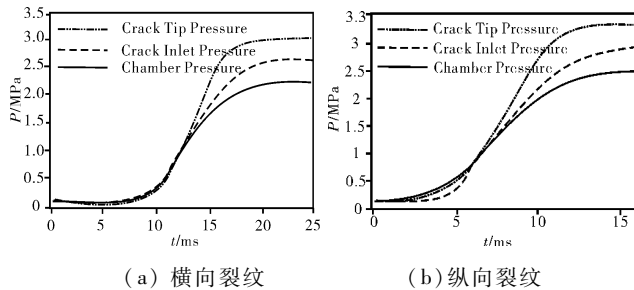 3.5
3.0
2.5
2.0
1.5
1.0
0.5
0
P/MPa
Crack Tip Pressure
Crack Inlet Pressure
Chamber Pressure
0 5 10 15 20 25
t/ms
(a) 横向裂纹
3.3
3
2.5
2
1.5
1
0.5
0
P/MPa
Crack Tip Pressure
Crack Inlet Pressure
Chamber Pressure
0 5 10 15
t/ms
(b)纵向裂纹